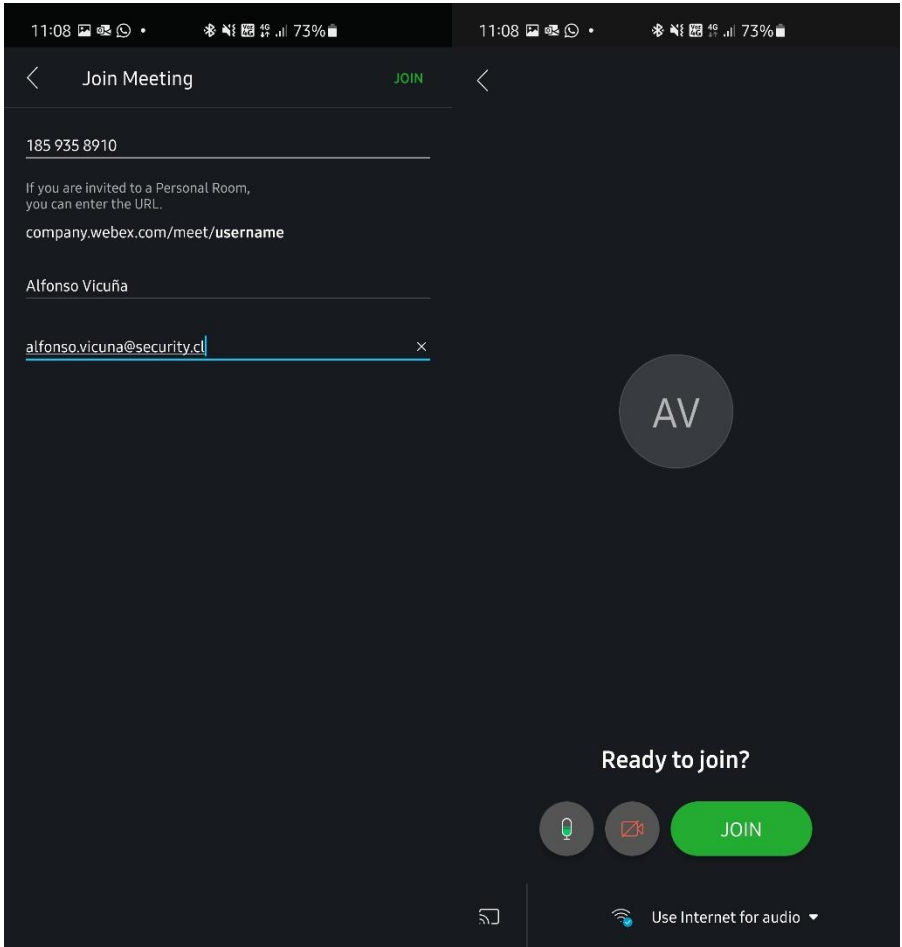 11:08 73%
Join Meeting JOIN
185 935 8910
If you are invited to a Personal Room,
you can enter the URL.
company.webex.com/meet/username
Alfonso Vicuña
alfonso.vicuna@security.cl
11:08 73%
AV
Ready to join?
JOIN
Use Internet for audio